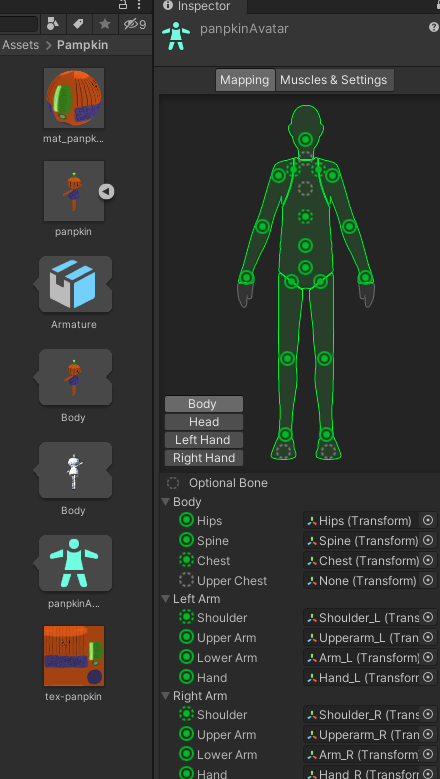 Inspector
9
Assets > Pampkin
panpkinAvatar
Mapping
Muscles & Settings
mat_panpk...
panpkin
Armature
Body
Body
panpkinA...
tex-panpkin
Body
Head
Left Hand
Right Hand
Optional Bone
Body
Hips
Hips (Transform)
Spine
Spine (Transform)
Chest
Chest (Transform)
Upper Chest
None (Transform)
Left Arm
Shoulder
Shoulder_L (Trans
Upper Arm
Upperarm_L (Tran
Lower Arm
Arm_L (Transform)
Hand
Hand_L (Transforr
Right Arm
Shoulder
Shoulder_R (Trans
Upper Arm
Upperarm_R (Tran
Lower Arm
Arm_R (Transform)
Hand
Hand_R (Transforr